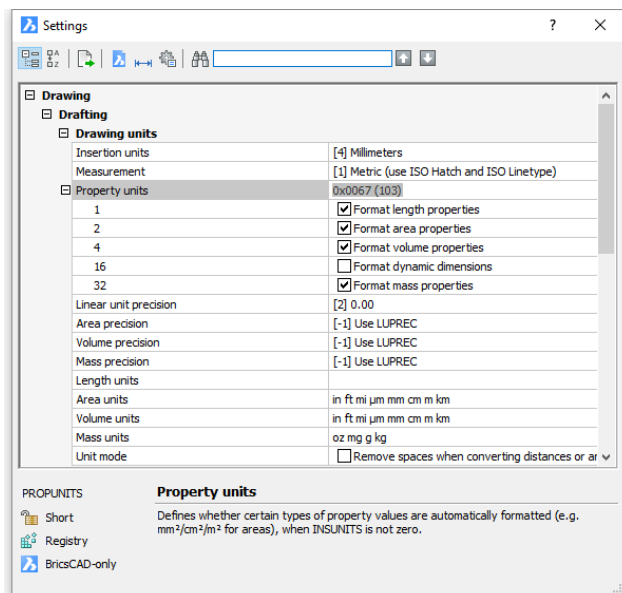 Settings
Drawing
Drafting
Drawing units
Insertion units [4] Millimeters
Measurement [1] Metric (use ISO Hatch and ISO Linetype)
Property units 0x0067 (103)
1 Format length properties
2 Format area properties
4 Format volume properties
16 Format dynamic dimensions
32 Format mass properties
Linear unit precision [2] 0.00
Area precision [-1] Use LUPREC
Volume precision [-1] Use LUPREC
Mass precision [-1] Use LUPREC
Length units
Area units in ft mi µm mm cm m km
Volume units in ft mi µm mm cm m km
Mass units oz mg g kg
Unit mode Remove spaces when converting distances or ar
PROPUNITS Property units
Short Defines whether certain types of property values are automatically formatted (e.g.
mm²/cm²/m² for areas), when INSUNITS is not zero.
Registry
BricsCAD-only